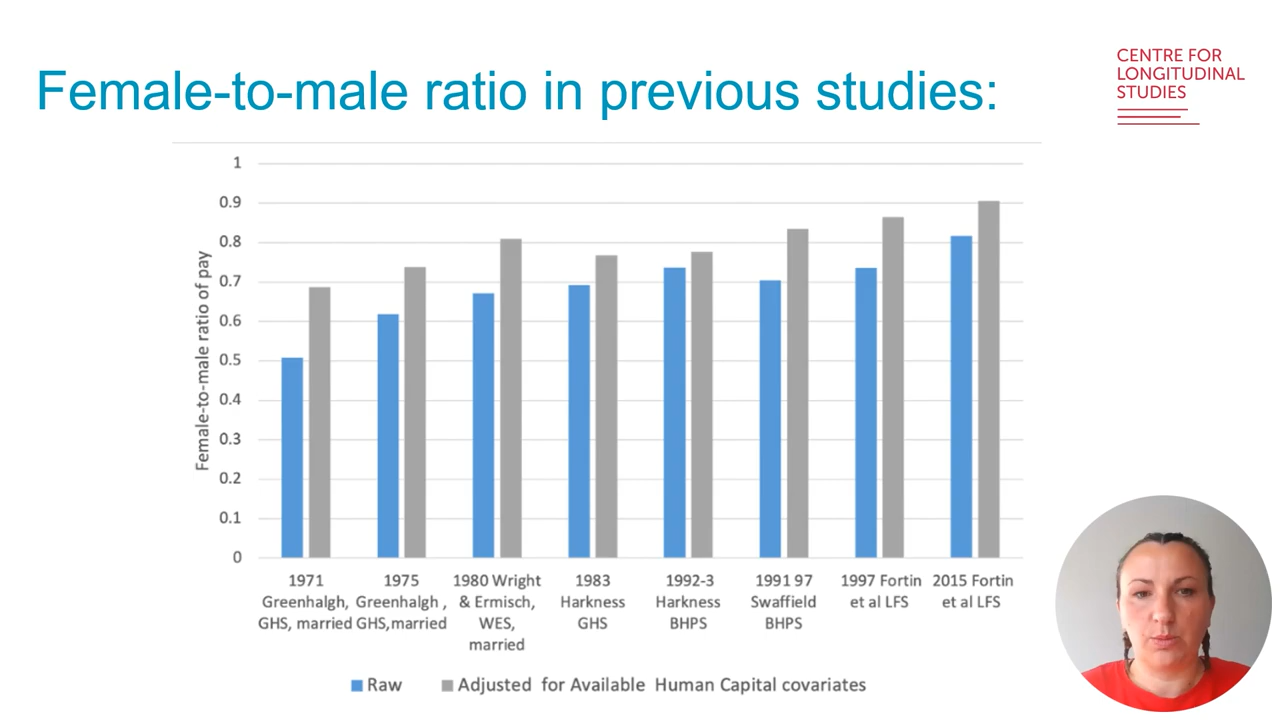 Female-to-male ratio in previous studies:
CENTRE FOR
LONGITUDINAL
STUDIES
Female-to-male ratio of pay
1
0.9
0.8
0.7
0.6
0.5
0.4
0.3
0.2
0.1
0
1971
Greenhalgh,
GHS, married
1975
Greenhalgh ,
GHS,married
1980 Wright
& Ermisch,
WES,
married
1983
Harkness
GHS
1992-3
Harkness
BHPS
1991 97
Swaffield
BHPS
1997 Fortin
et al LFS
2015 Fortin
et al LFS
Raw
Adjusted for Available Human Capital covariates